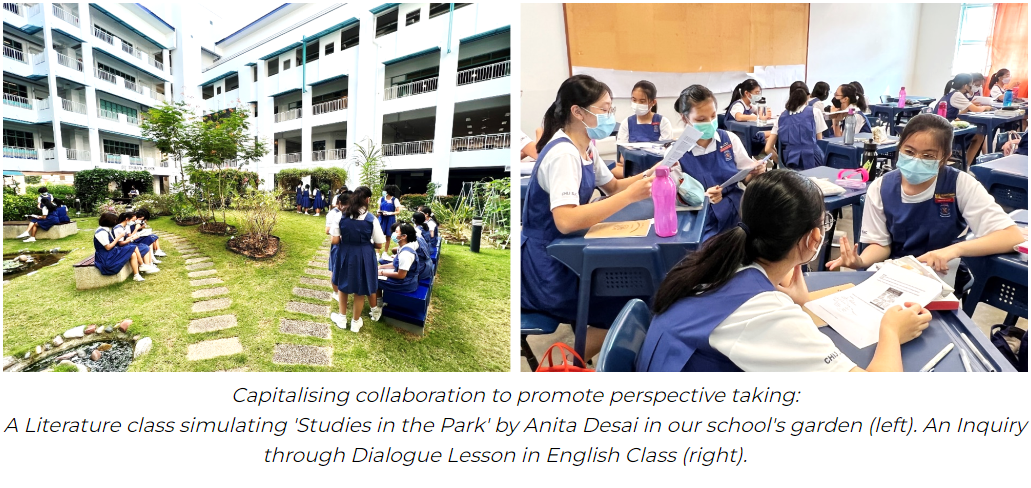 CHIJ
Capitalising collaboration to promote perspective taking:
A Literature class simulating 'Studies in the Park' by Anita Desai in our school's garden (left). An Inquiry
through Dialogue Lesson in English Class (right).